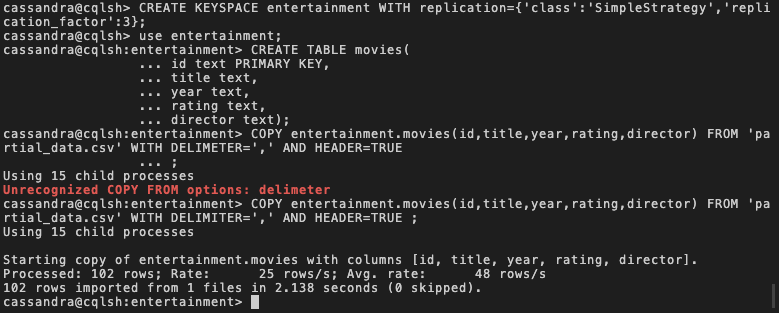 cassandra@cqlsh> CREATE KEYSPACE entertainment WITH replication={'class':'SimpleStrategy','repli
cation_factor':3};
cassandra@cqlsh> use entertainment;
cassandra@cqlsh:entertainment> CREATE TABLE movies(
... id text PRIMARY KEY,
... title text,
... year text,
... rating text,
... director text);
cassandra@cqlsh:entertainment> COPY entertainment.movies(id,title,year,rating,director) FROM 'pa
rtial_data.csv' WITH DELIMETER=',' AND HEADER=TRUE
... ;
Using 15 child processes
Unrecognized COPY FROM options: delimeter
cassandra@cqlsh:entertainment> COPY entertainment.movies(id,title,year,rating,director) FROM 'pa
rtial_data.csv' WITH DELIMITER=',' AND HEADER=TRUE ;
Using 15 child processes
Starting copy of entertainment.movies with columns [id, title, year, rating, director].
Processed: 102 rows; Rate:      25 rows/s; Avg. rate:      48 rows/s
102 rows imported from 1 files in 2.138 seconds (0 skipped).
cassandra@cqlsh:entertainment>